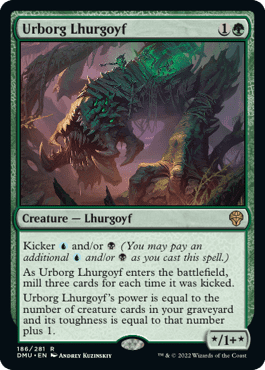 Urborg Lhurgoyf 1
Creature — Lhurgoyf
Kicker and/or (You may pay an
additional and/or as you cast this spell.)
As Urborg Lhurgoyf enters the battlefield,
mill three cards for each time it was kicked.
Urborg Lhurgoyf's power is equal to the
number of creature cards in your graveyard
and its toughness is equal to that number
plus 1.
*/1+*
186/281 R
DMU • EN Andrey Kuzinskiy ™ & © 2022 Wizards of the Coast